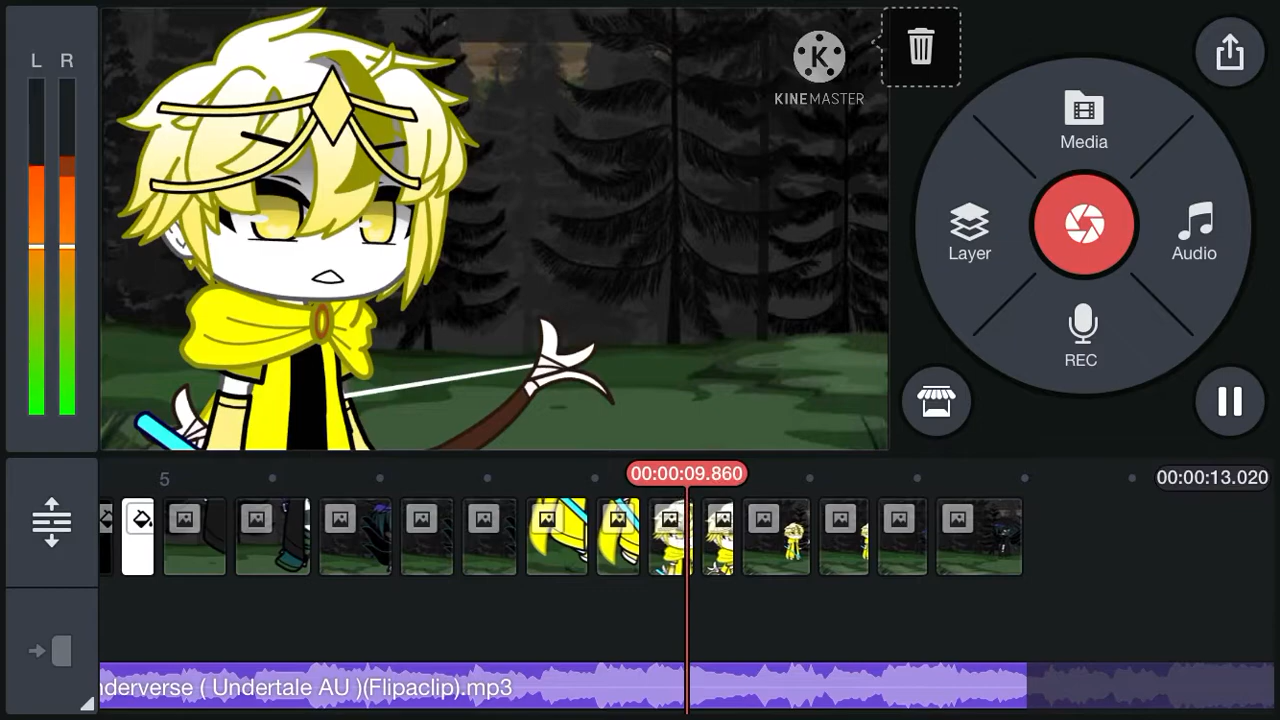 L R
K
KINEMASTER
Media
Layer
Audio
REC
5
00:00:09.860
00:00:13.020
nderverse ( Undertale AU )(Flipaclip).mp3